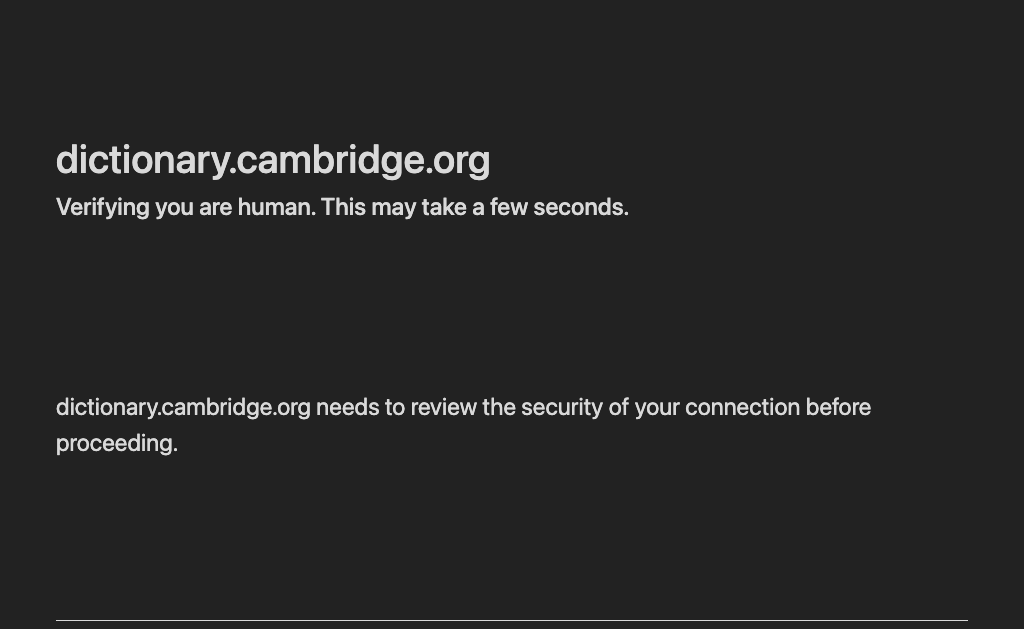 dictionary.cambridge.org
Verifying you are human. This may take a few seconds.
dictionary.cambridge.org needs to review the security of your connection before
proceeding.